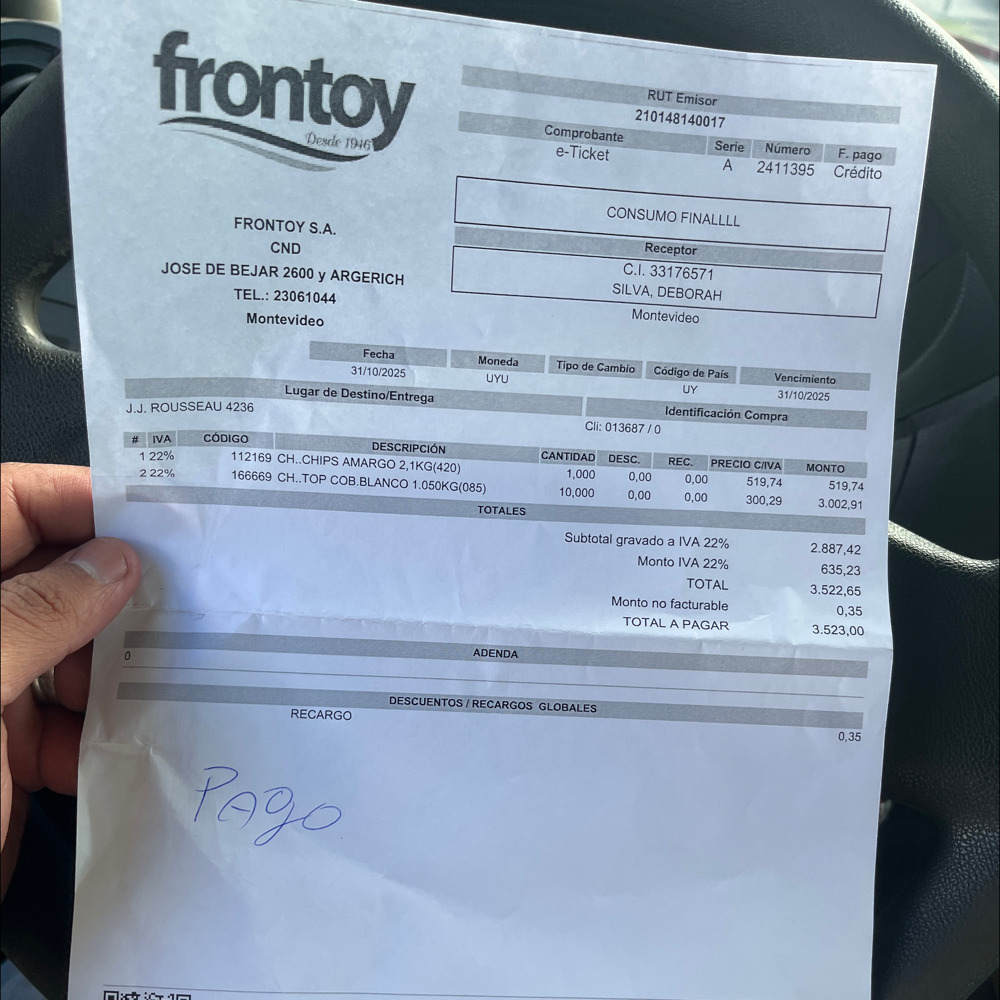 frontoy
Desde 1946
RUT Emisor
210148140017
Comprobante Serie Número F. pago
e-Ticket A 2411395 Crédito
CONSUMO FINALLLL
Receptor
C.I. 33176571
SILVA, DEBORAH
Montevideo
FRONTOY S.A.
CND
JOSE DE BEJAR 2600 y ARGERICH
TEL.: 23061044
Montevideo
Fecha Moneda Tipo de Cambio Código de País Vencimiento
31/10/2025 UYU UY 31/10/2025
Lugar de Destino/Entrega Identificación Compra
J.J. ROUSSEAU 4236 Cli: 013687 / 0
# IVA CÓDIGO DESCRIPCIÓN CANTIDAD DESC. REC. PRECIO C/IVA MONTO
1 22% 112169 CH..CHIPS AMARGO 2,1KG(420) 1,000 0,00 0,00 519,74 519,74
2 22% 166669 CH..TOP COB.BLANCO 1.050KG(085) 10,000 0,00 0,00 300,29 3.002,91
TOTALES
Subtotal gravado a IVA 22% 2.887,42
Monto IVA 22% 635,23
TOTAL 3.522,65
Monto no facturable 0,35
TOTAL A PAGAR 3.523,00
ADENDA
0
DESCUENTOS / RECARGOS GLOBALES
RECARGO 0,35
Pago